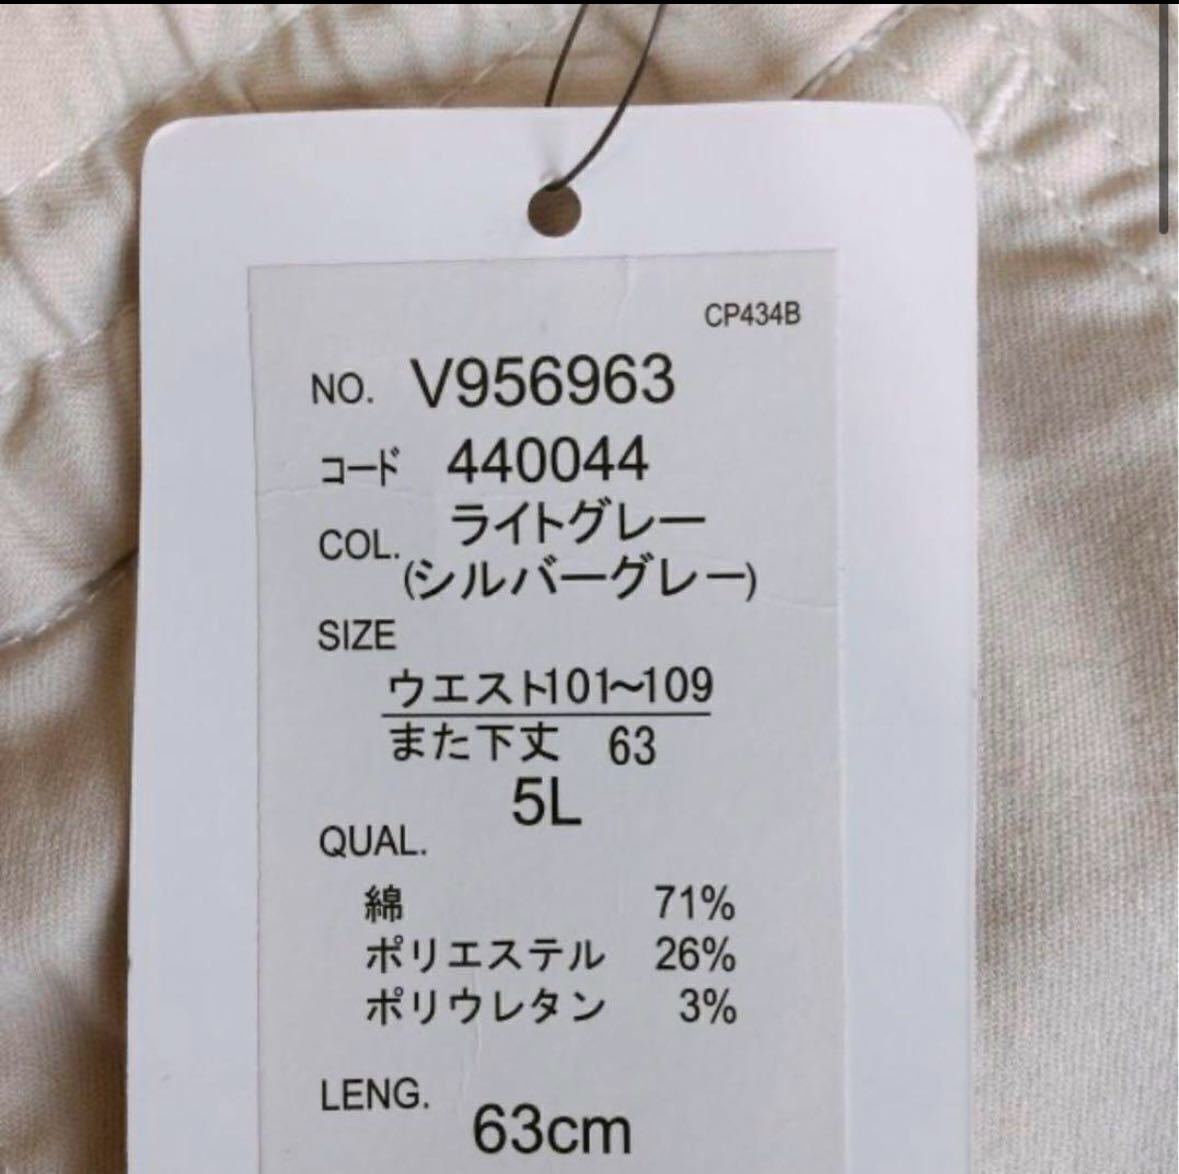 CP434B
NO. V956963
コード 440044
COL. ライトグレー
(シルバーグレー)
SIZE
ウエスト101～109
また下丈 63
5L
QUAL.
綿 71%
ポリエステル 26%
ポリウレタン 3%
LENG.
63cm